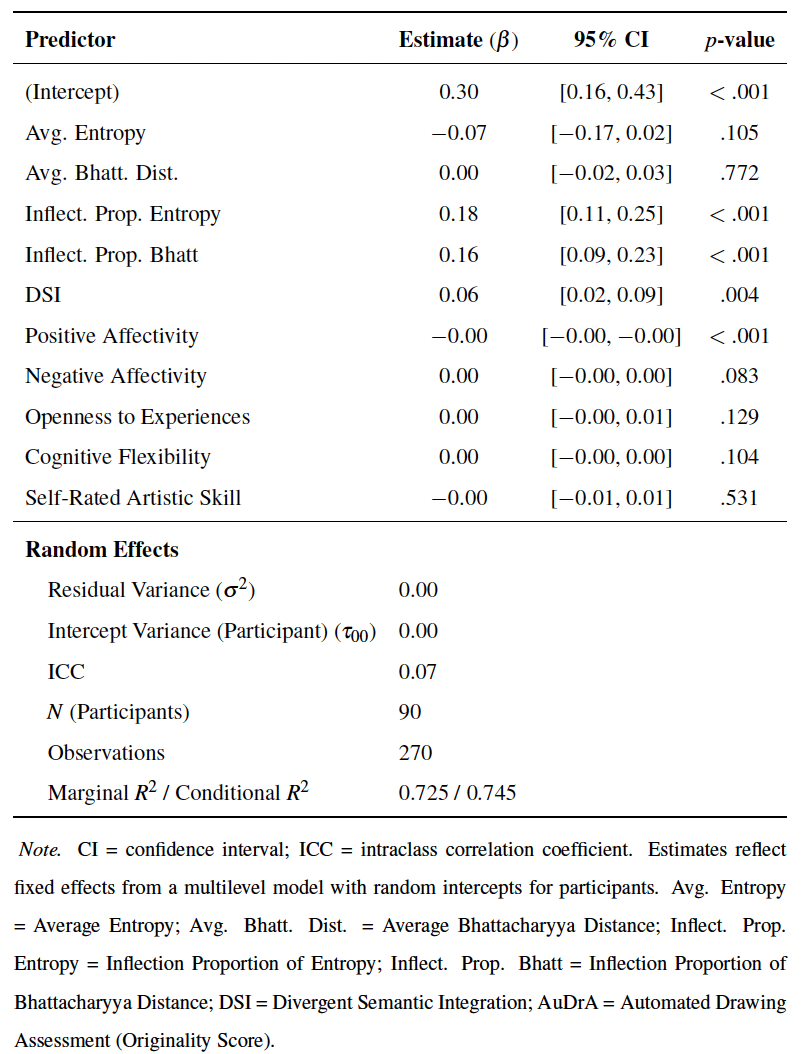 Predictor Estimate (β) 95% CI p-value
(Intercept) 0.30 [0.16, 0.43] < .001
Avg. Entropy −0.07 [−0.17, 0.02] .105
Avg. Bhatt. Dist. 0.00 [−0.02, 0.03] .772
Inflect. Prop. Entropy 0.18 [0.11, 0.25] < .001
Inflect. Prop. Bhatt 0.16 [0.09, 0.23] < .001
DSI 0.06 [0.02, 0.09] .004
Positive Affectivity −0.00 [−0.00, −0.00] < .001
Negative Affectivity 0.00 [−0.00, 0.00] .083
Openness to Experiences 0.00 [−0.00, 0.01] .129
Cognitive Flexibility 0.00 [−0.00, 0.00] .104
Self-Rated Artistic Skill −0.00 [−0.01, 0.01] .531
Random Effects
Residual Variance (σ²) 0.00
Intercept Variance (Participant) (τ₀₀) 0.00
ICC 0.07
N (Participants) 90
Observations 270
Marginal R² / Conditional R² 0.725 / 0.745
Note. CI = confidence interval; ICC = intraclass correlation coefficient. Estimates reflect
fixed effects from a multilevel model with random intercepts for participants. Avg. Entropy
= Average Entropy; Avg. Bhatt. Dist. = Average Bhattacharyya Distance; Inflect. Prop.
Entropy = Inflection Proportion of Entropy; Inflect. Prop. Bhatt = Inflection Proportion of
Bhattacharyya Distance; DSI = Divergent Semantic Integration; AuDrA = Automated Drawing
Assessment (Originality Score).